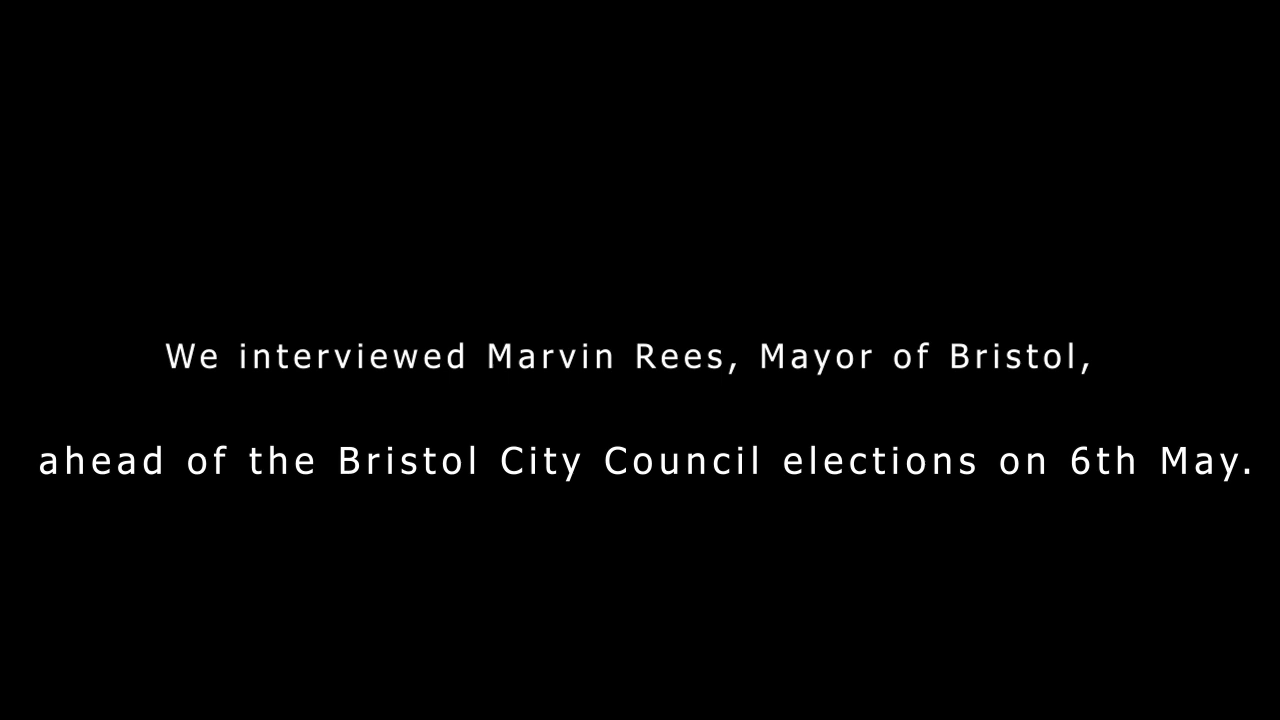 We interviewed Marvin Rees, Mayor of Bristol,
ahead of the Bristol City Council elections on 6th May.